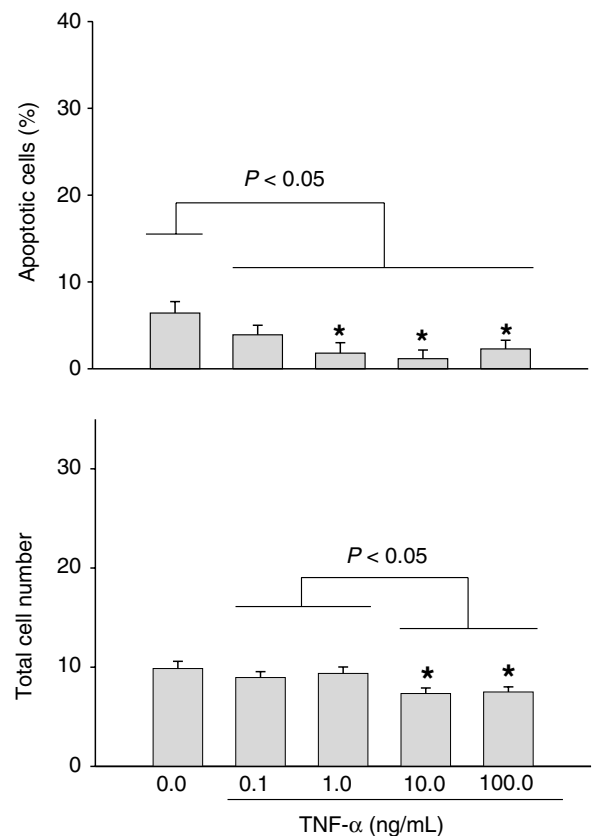 40
30
20
10
0
Apoptotic cells (%)
P < 0.05
* * *
30
20
10
0
Total cell number
P < 0.05
* *
0.0 0.1 1.0 10.0 100.0
TNF-α (ng/mL)